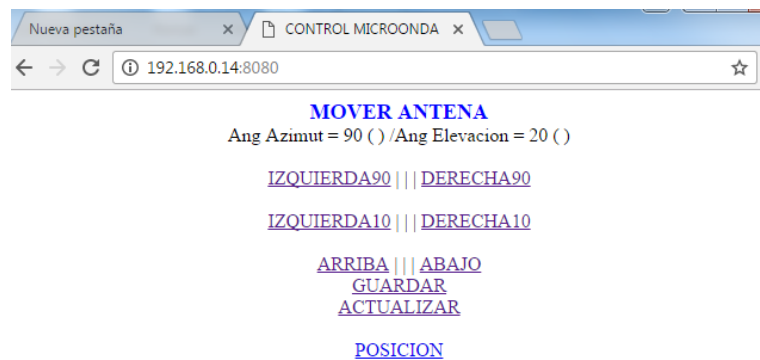 Nueva pestaña
CONTROL MICROONDA
192.168.0.14:8080
MOVER ANTENA
Ang Azimut = 90 ( ) /Ang Elevacion = 20 ( )
IZQUIERDA90 | | | DERECHA90
IZQUIERDA10 | | | DERECHA10
ARRIBA | | | ABAJO
GUARDAR
ACTUALIZAR
POSICION